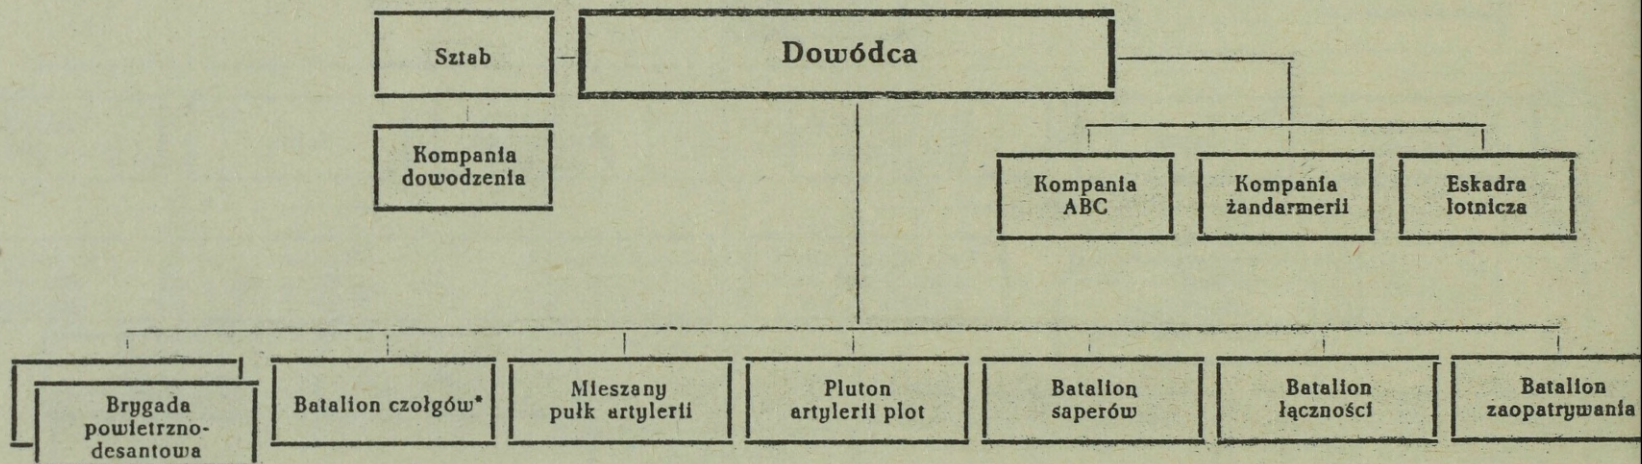 Sztab
Dowódca
Kompania
dowodzenia
Kompania
ABC
Kompania
żandarmerii
Eskadra
lotnicza
Brygada
powietrzno-
desantowa
Batalion czołgów*
Mieszany
pułk artylerii
Pluton
artylerii plot
Batalion
saperów
Batalion
łączności
Batalion
zaopatrywania